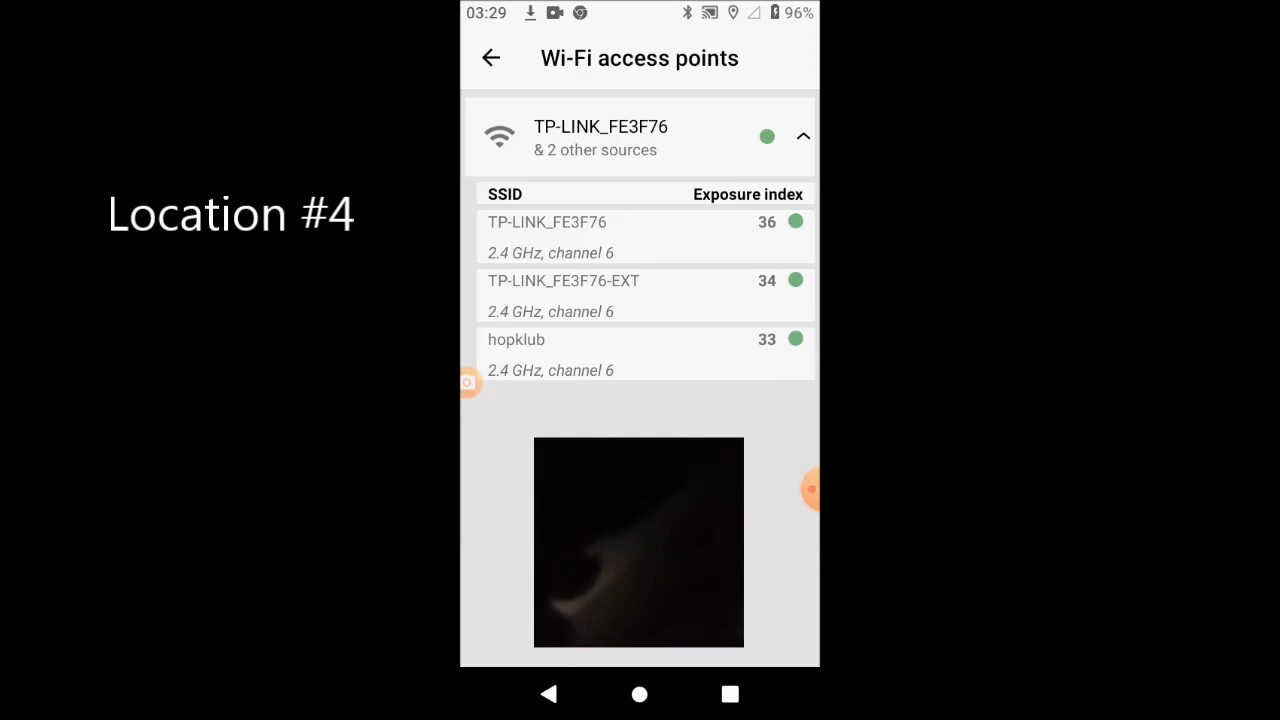 03:29 96%
Wi-Fi access points
TP-LINK_FE3F76
& 2 other sources
Location #4
SSID Exposure index
TP-LINK_FE3F76 36
2.4 GHz, channel 6
TP-LINK_FE3F76-EXT 34
2.4 GHz, channel 6
hopklub 33
2.4 GHz, channel 6